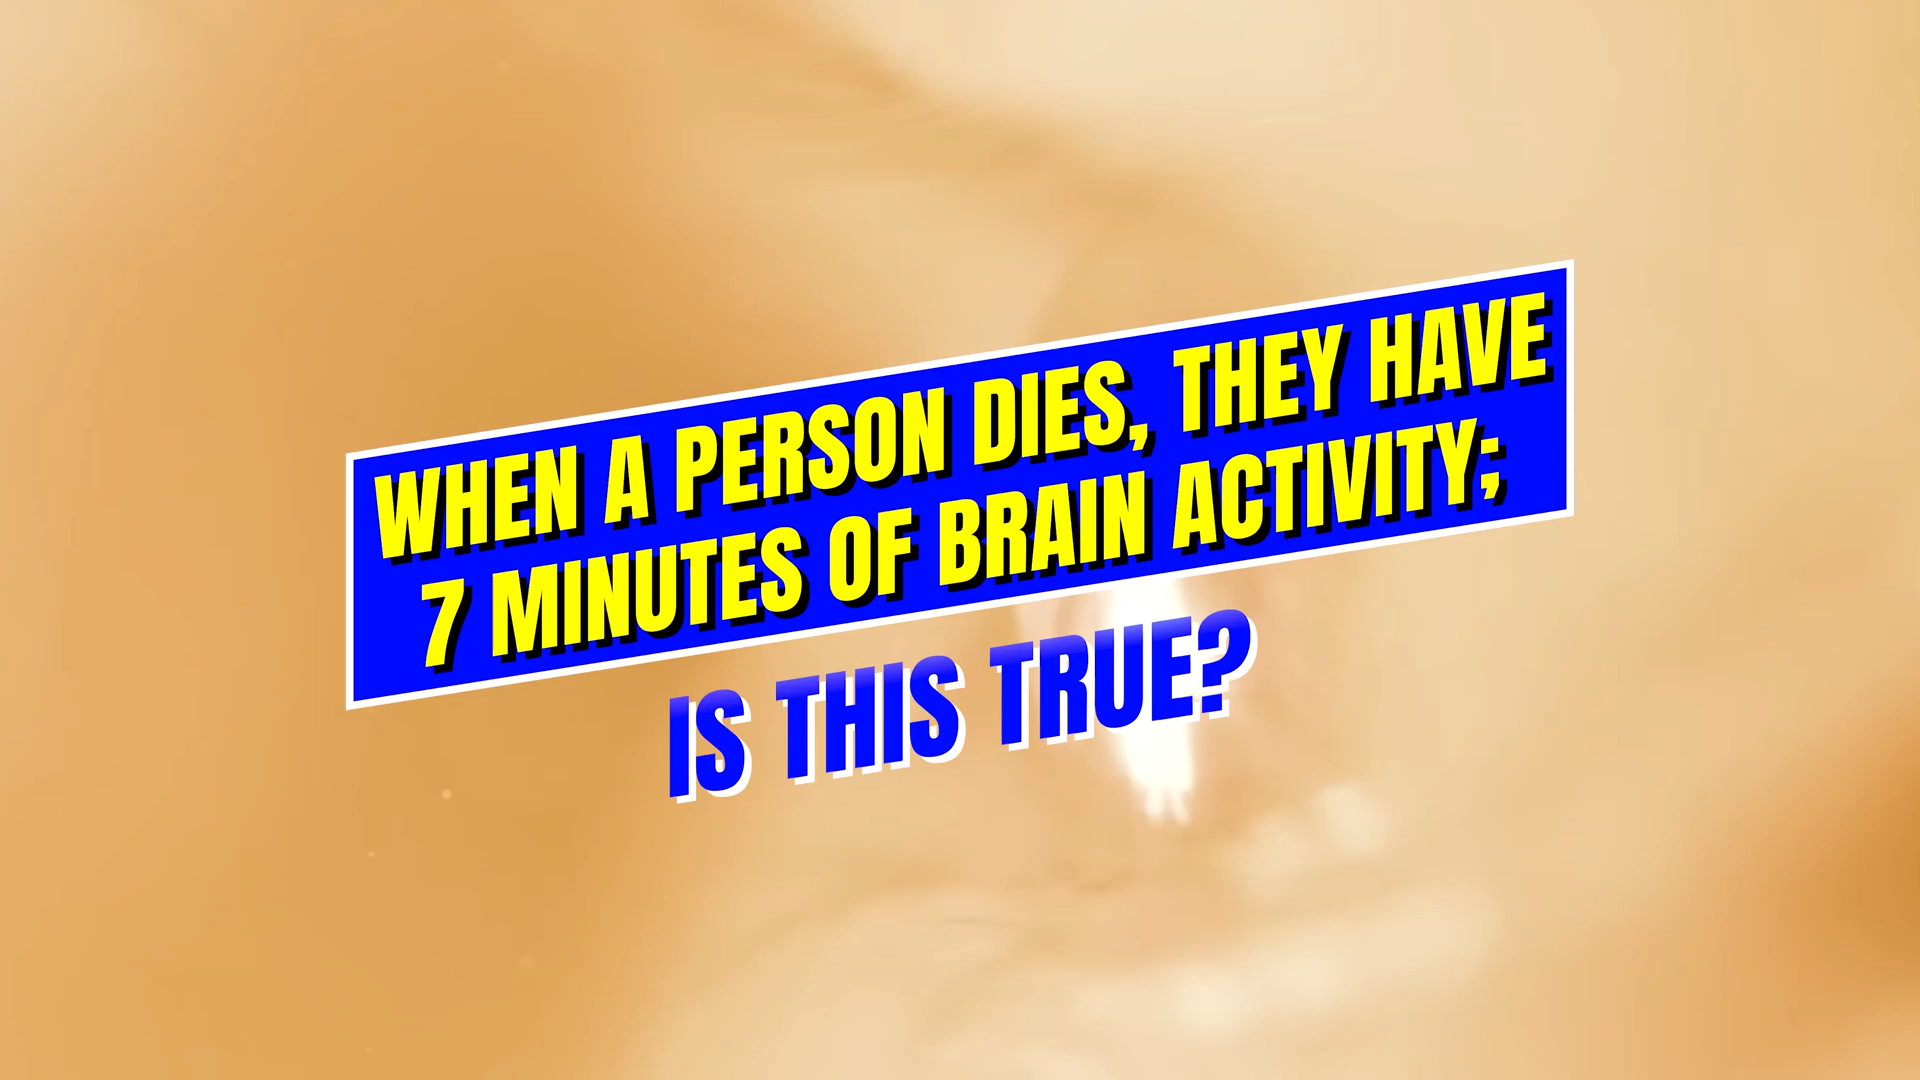 WHEN A PERSON DIES, THEY HAVE
7 MINUTES OF BRAIN ACTIVITY;
IS THIS TRUE?